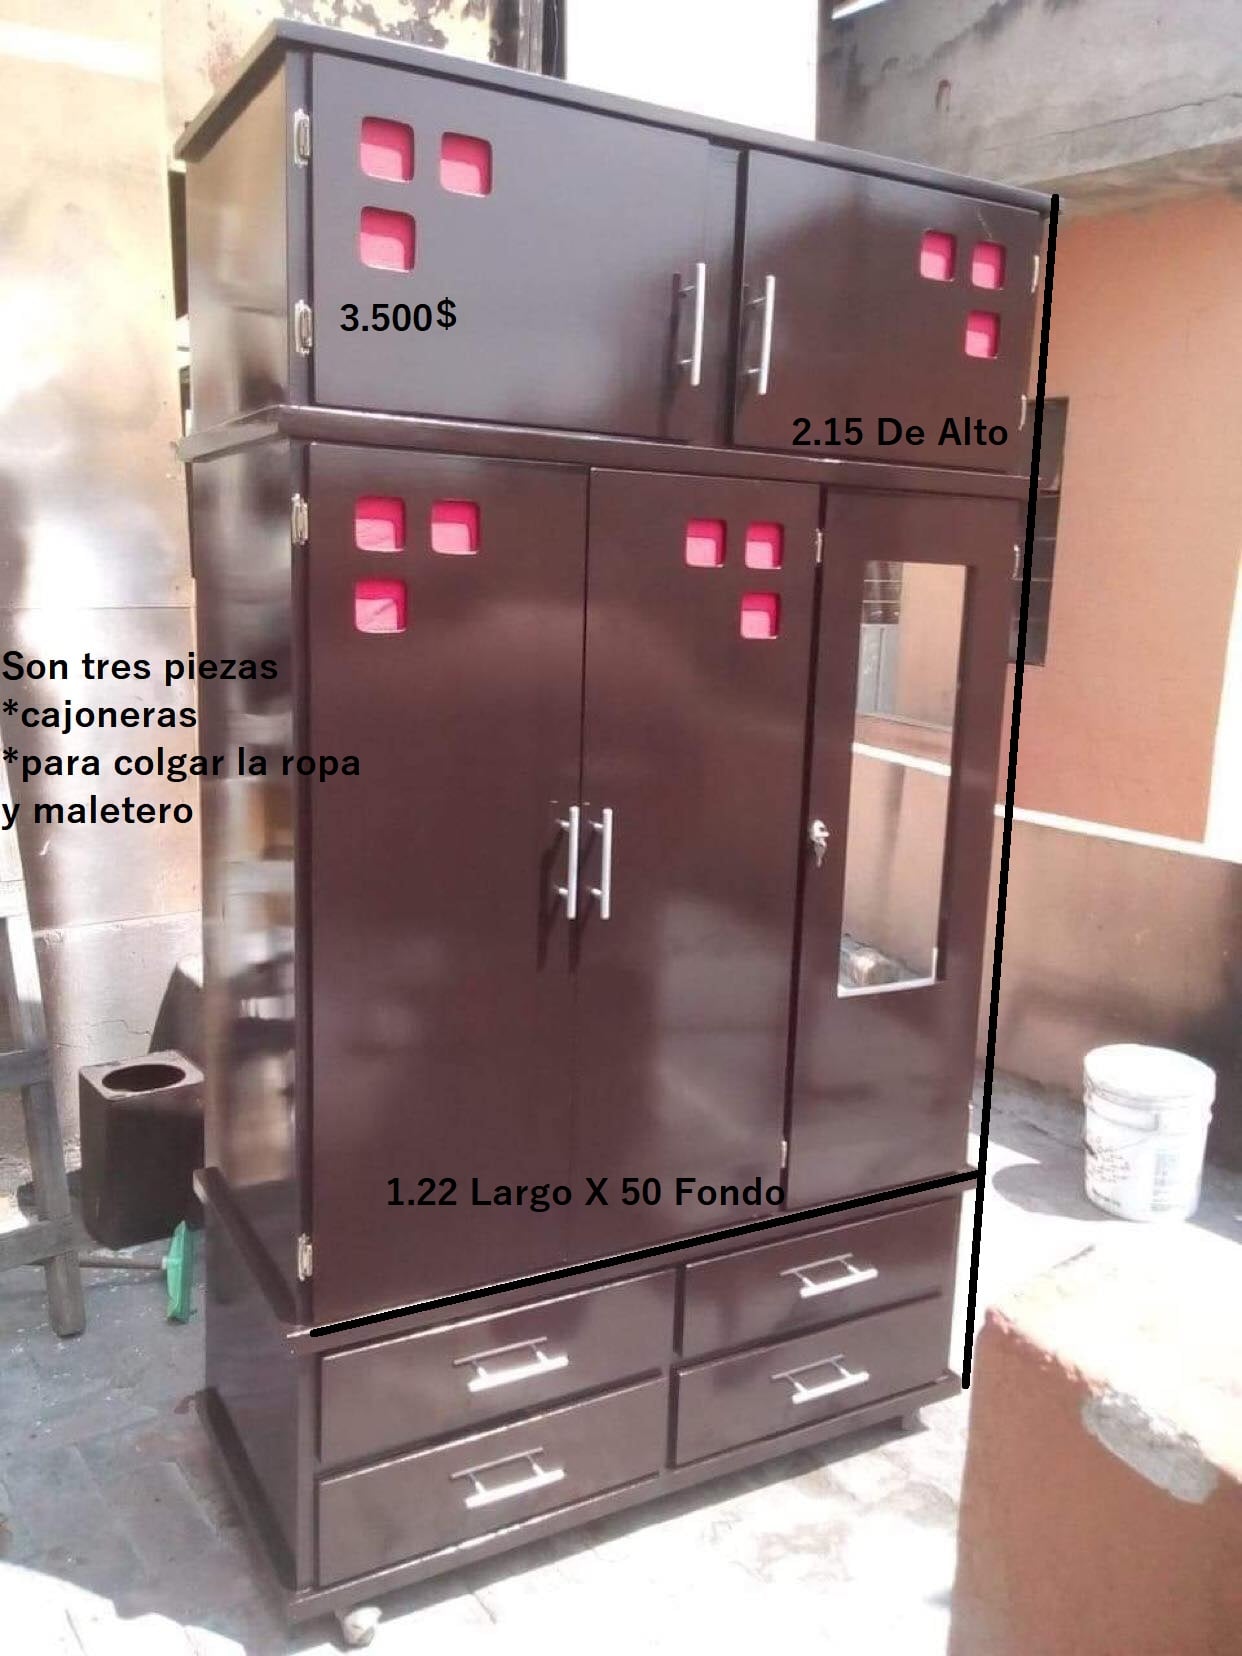 3.500$
2.15 De Alto
Son tres piezas
*cajoneras
*para colgar la ropa
y maletero
1.22 Largo X 50 Fondo